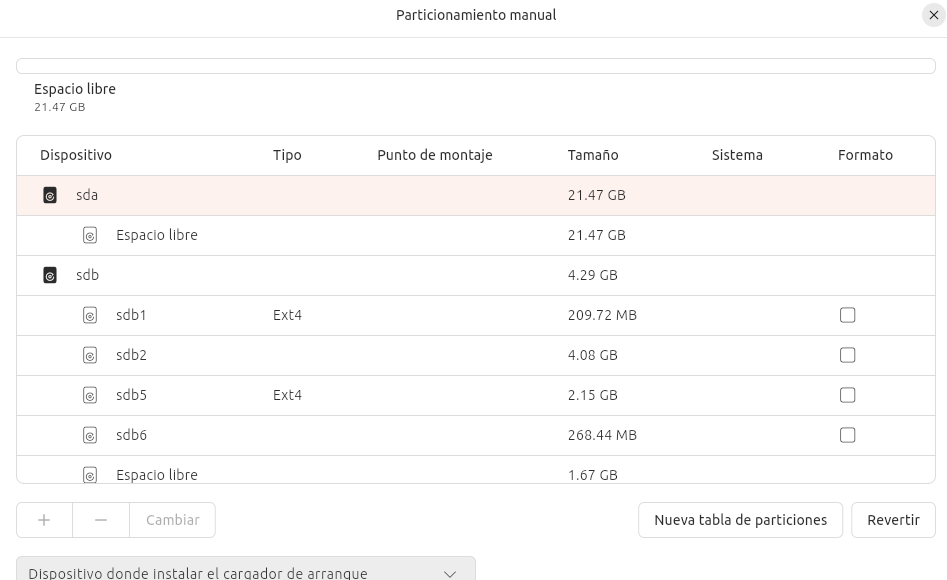 Particionamiento manual
Espacio libre
21.47 GB
Dispositivo Tipo Punto de montaje Tamaño Sistema Formato
sda 21.47 GB
Espacio libre 21.47 GB
sdb 4.29 GB
sdb1 Ext4 209.72 MB
sdb2 4.08 GB
sdb5 Ext4 2.15 GB
sdb6 268.44 MB
Espacio libre 1.67 GB
+ − Cambiar Nueva tabla de particiones Revertir
Dispositivo donde instalar el cargador de arranque